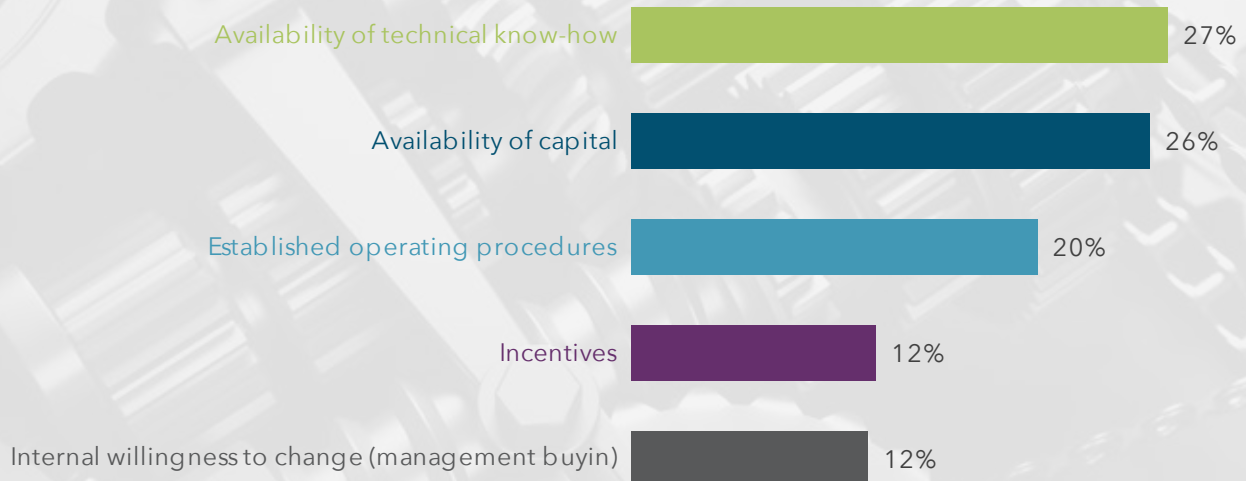 Availability of technical know-how 27%
Availability of capital 26%
Established operating procedures 20%
Incentives 12%
Internal willingness to change (management buyin) 12%